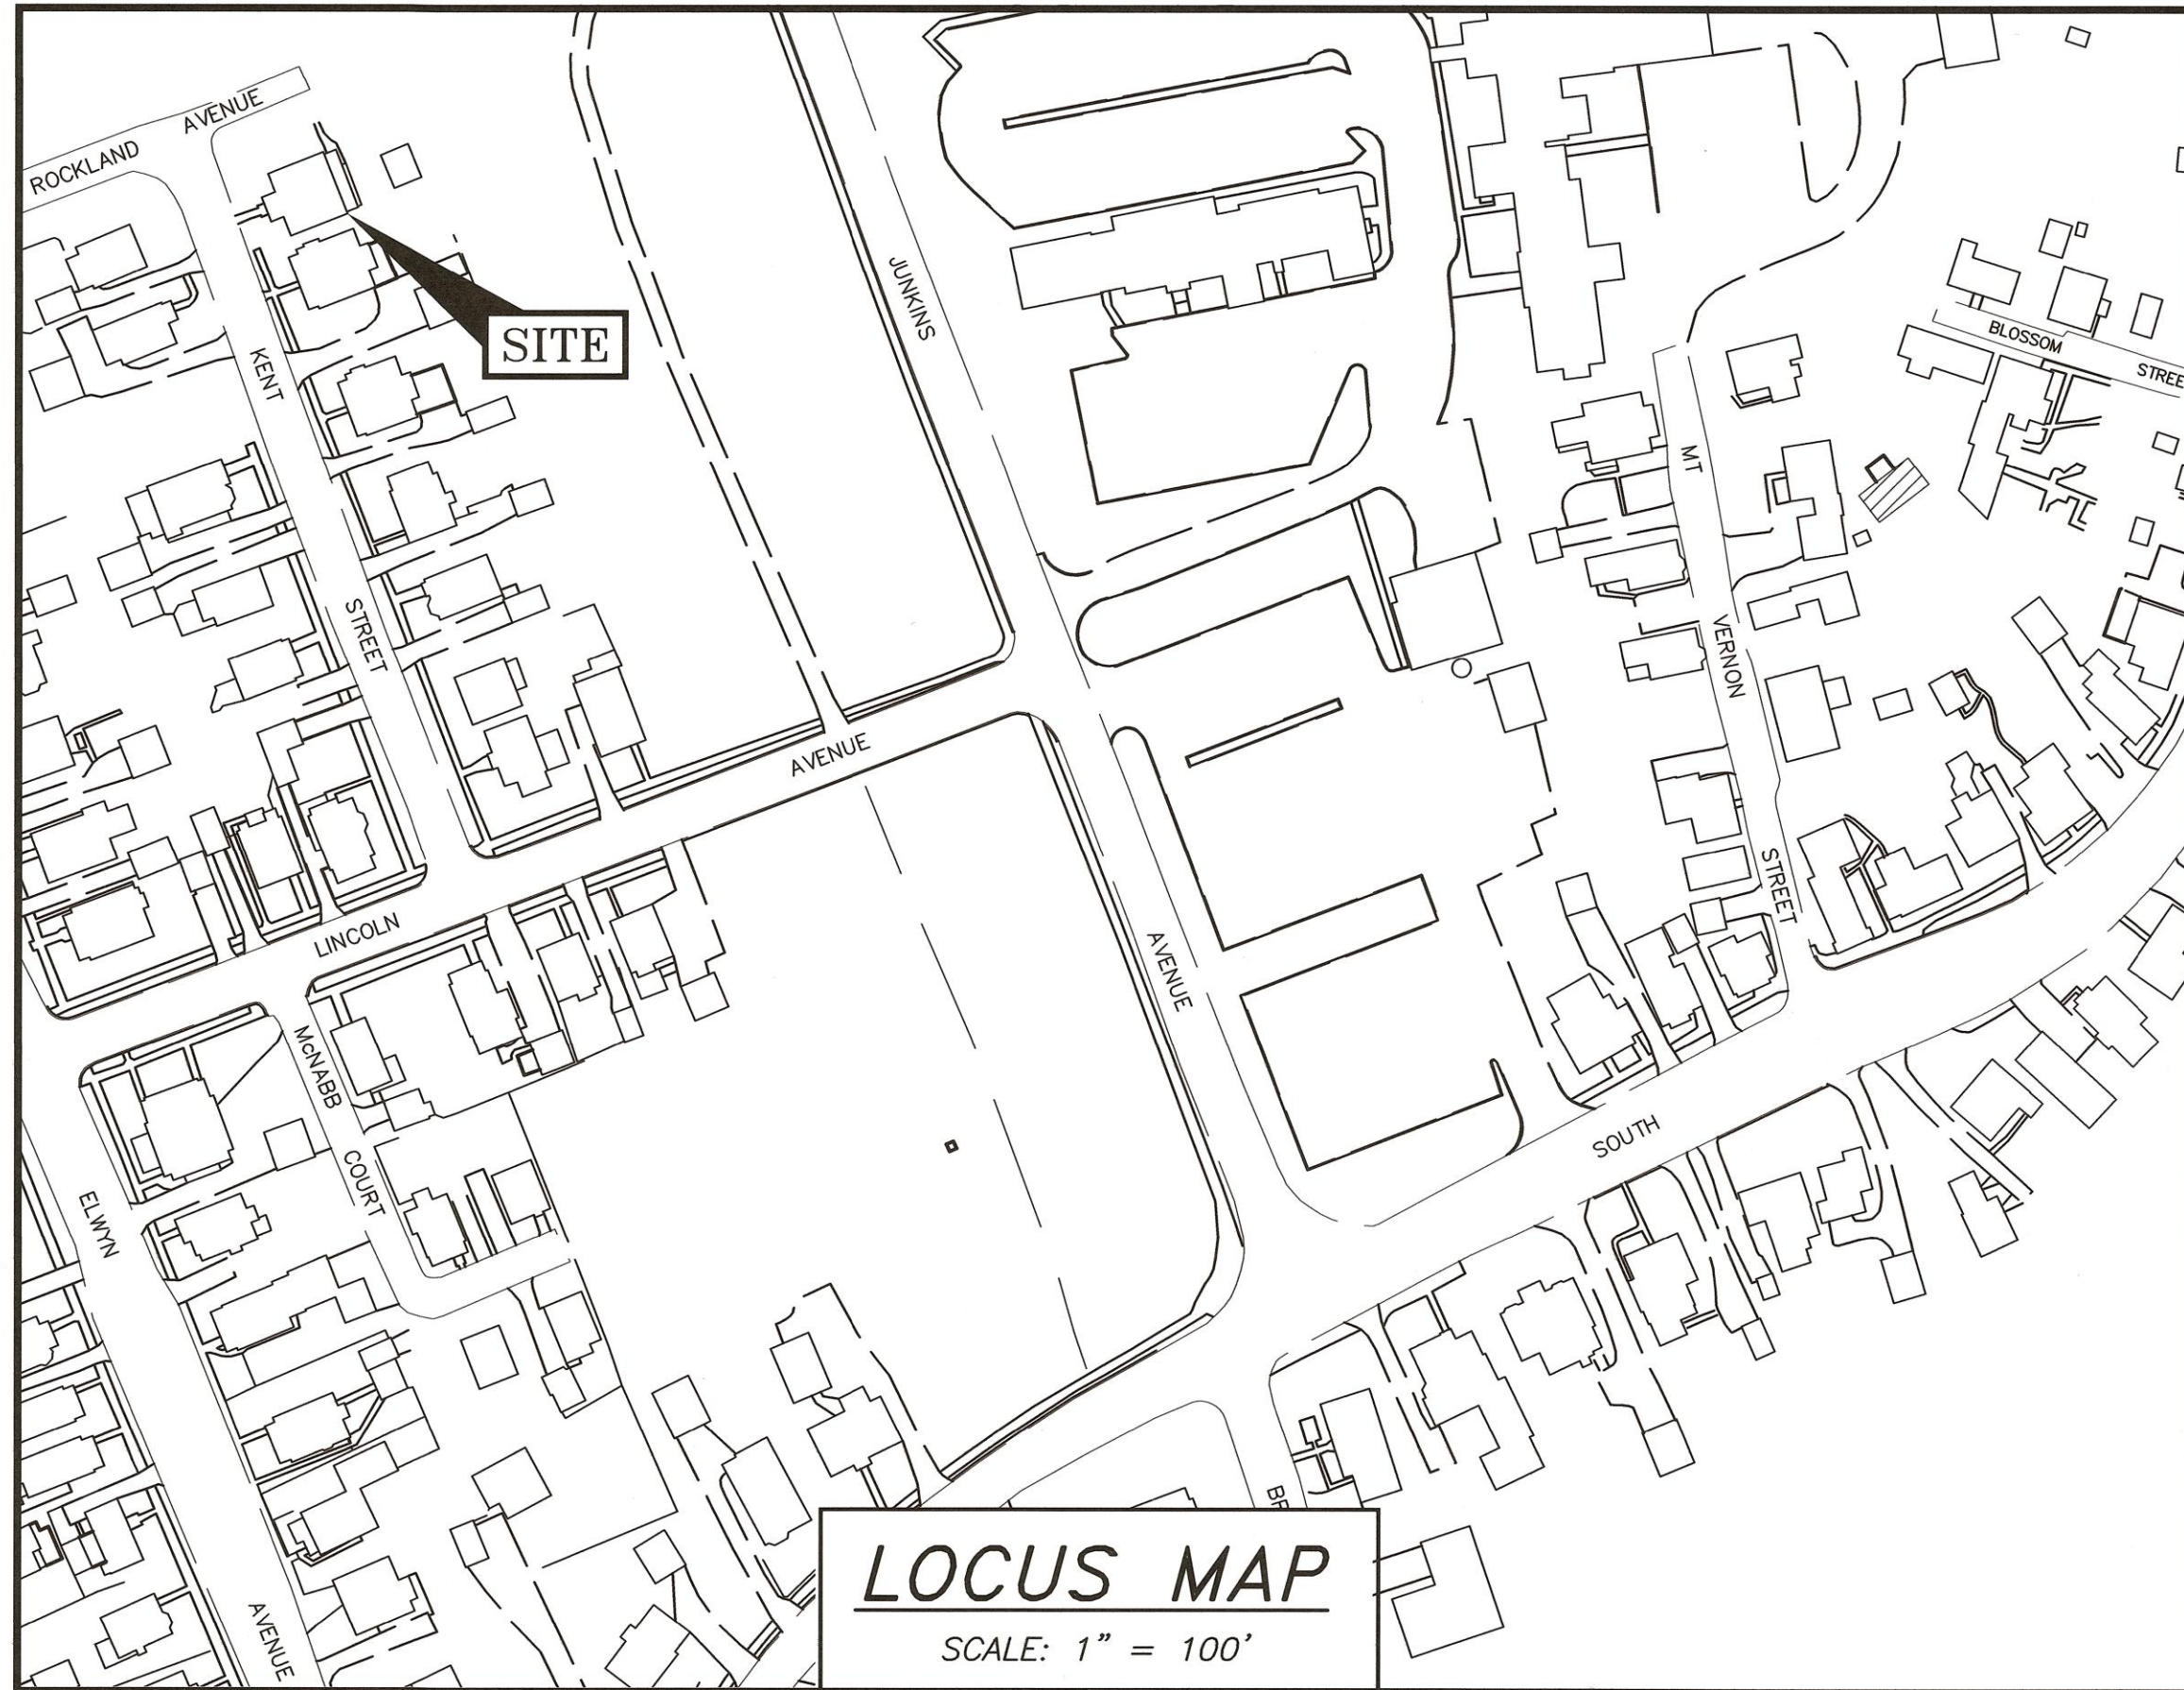 ROCKLAND AVENUE
SITE
JUNKINS
AVENUE
KENT
STREET
BLOSSOM
MT
VERNON
STREET
LINCOLN
AVENUE
McNABB
COURT
ELWYN
AVENUE
SOUTH
LOCUS MAP
SCALE: 1" = 100'